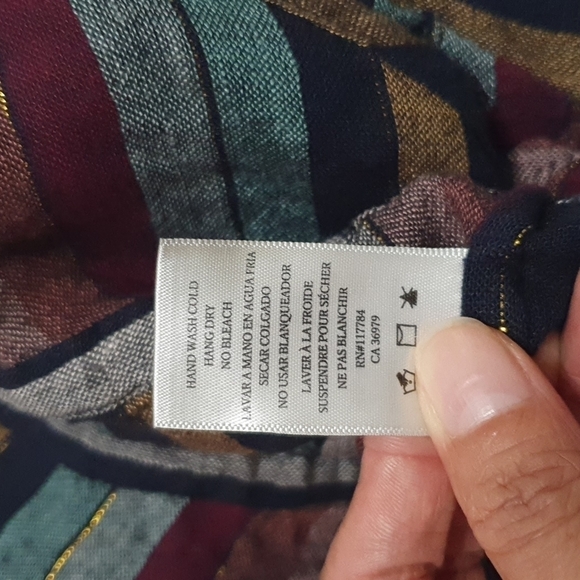 HAND WASH COLD
HANG DRY
NO BLEACH
LAVAR A MANO EN AGUA FRIA
SECAR COLGADO
NO USAR BLANQUEADOR
LAVER À LA FROIDE
SUSPENDRE POUR SÉCHER
NE PAS BLANCHIR
RN#117784
CA 36979